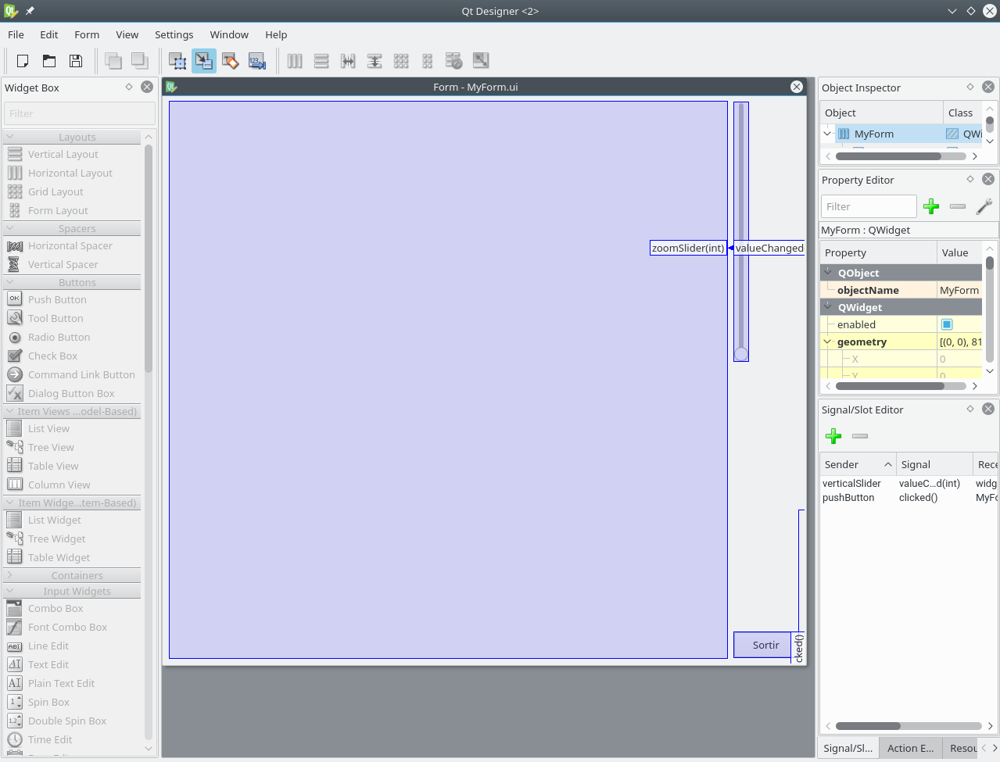 Qt Designer <2>
File Edit Form View Settings Window Help
Widget Box
Filter
Layouts
Vertical Layout
Horizontal Layout
Grid Layout
Form Layout
Spacers
Horizontal Spacer
Vertical Spacer
Buttons
Push Button
Tool Button
Radio Button
Check Box
Command Link Button
Dialog Button Box
Item Views ...odel-Based)
List View
Tree View
Table View
Column View
Item Widge...tem-Based)
List Widget
Tree Widget
Table Widget
Containers
Input Widgets
Combo Box
Font Combo Box
Line Edit
Text Edit
Plain Text Edit
Spin Box
Double Spin Box
Time Edit
Form - MyForm.ui
zoomSlider(int)
valueChanged
Sortir
cked()
Object Inspector
Object Class
MyForm QWi
Property Editor
Filter
MyForm : QWidget
Property Value
QObject
objectName MyForm
QWidget
enabled
geometry [(0, 0), 81
X 0
Y 0
Signal/Slot Editor
Sender Signal Rece
verticalSlider valueC...d(int) widg
pushButton clicked() MyFo
Signal/Sl... Action E... Resou